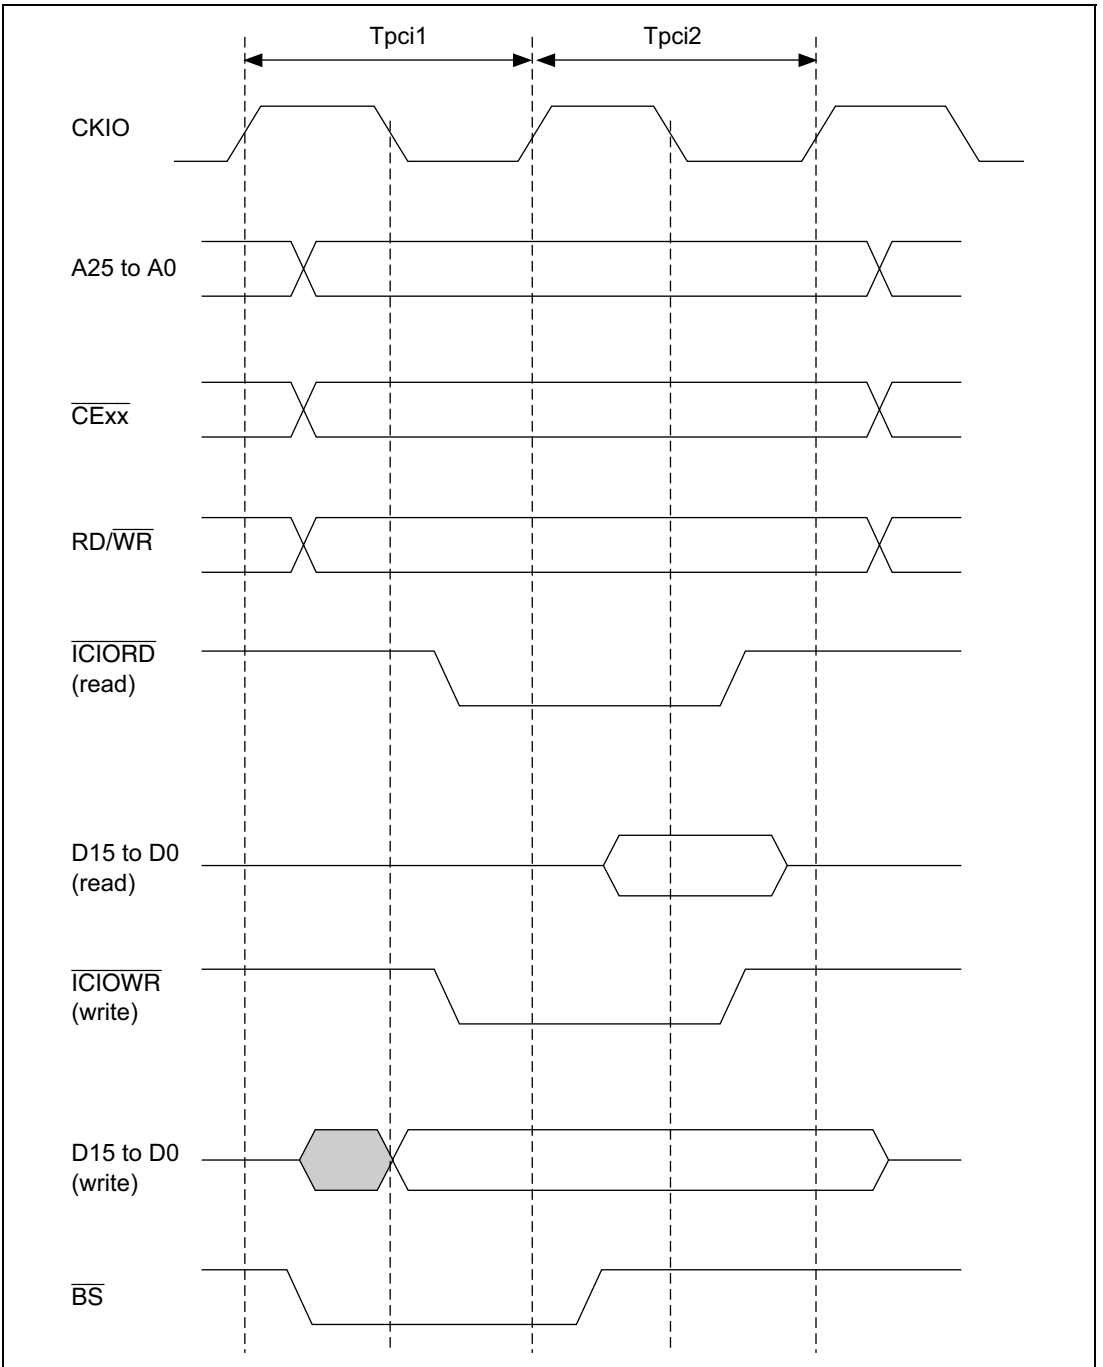 Tpci1 Tpci2
CKIO
A25 to A0
CExx
RD/WR
ICIORD
(read)
D15 to D0
(read)
ICIOWR
(write)
D15 to D0
(write)
BS